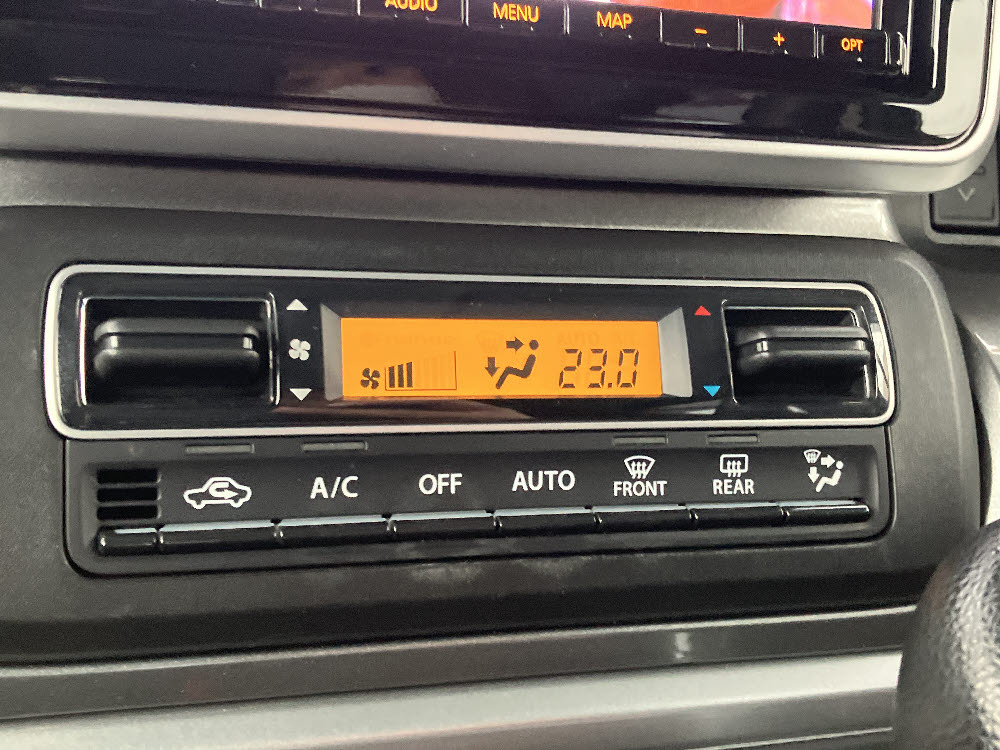 AUDIO MENU MAP - + OPT
23.0
A/C OFF AUTO FRONT REAR